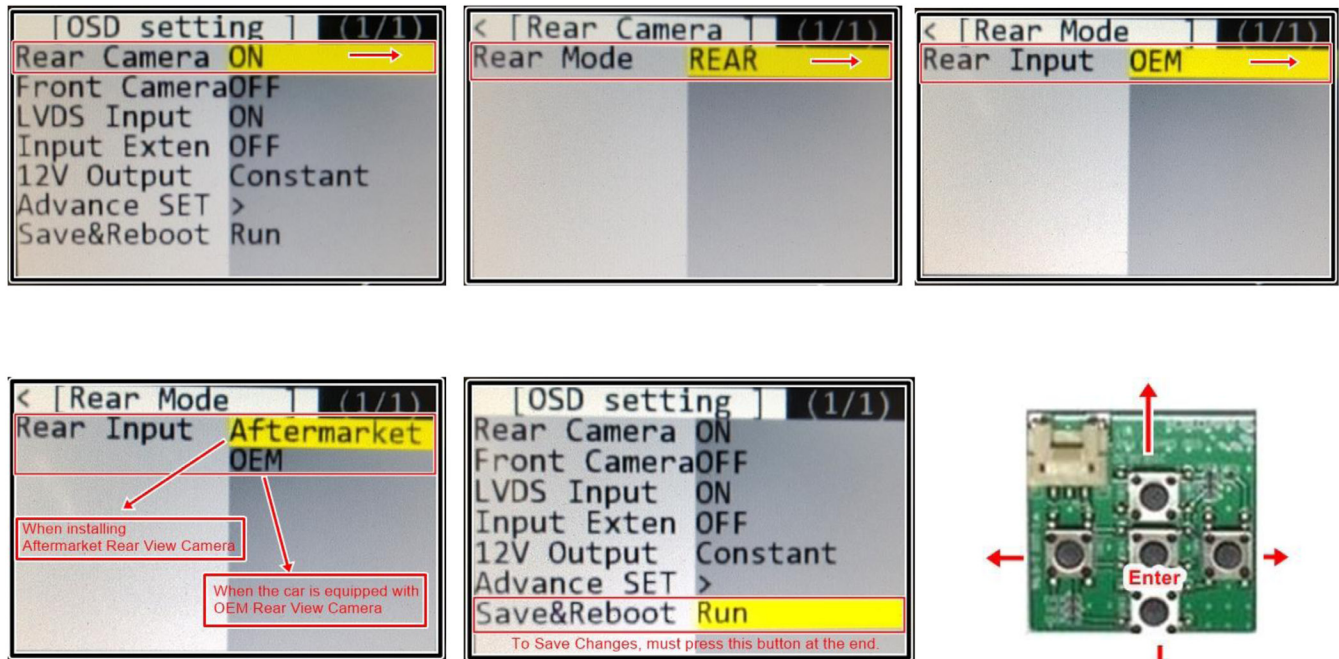 [OSD setting ] (1/1)
Rear Camera ON
Front CameraOFF
LVDS Input ON
Input Exten OFF
12V Output Constant
Advance SET >
Save&Reboot Run
< [Rear Camera ] (1/1)
Rear Mode REAR
< [Rear Mode ] (1/1)
Rear Input OEM
< [Rear Mode ] (1/1)
Rear Input Aftermarket
OEM
When installing
Aftermarket Rear View Camera
When the car is equipped with
OEM Rear View Camera
[OSD setting ] (1/1)
Rear Camera ON
Front CameraOFF
LVDS Input ON
Input Exten OFF
12V Output Constant
Advance SET >
Save&Reboot Run
To Save Changes, must press this button at the end.
Enter